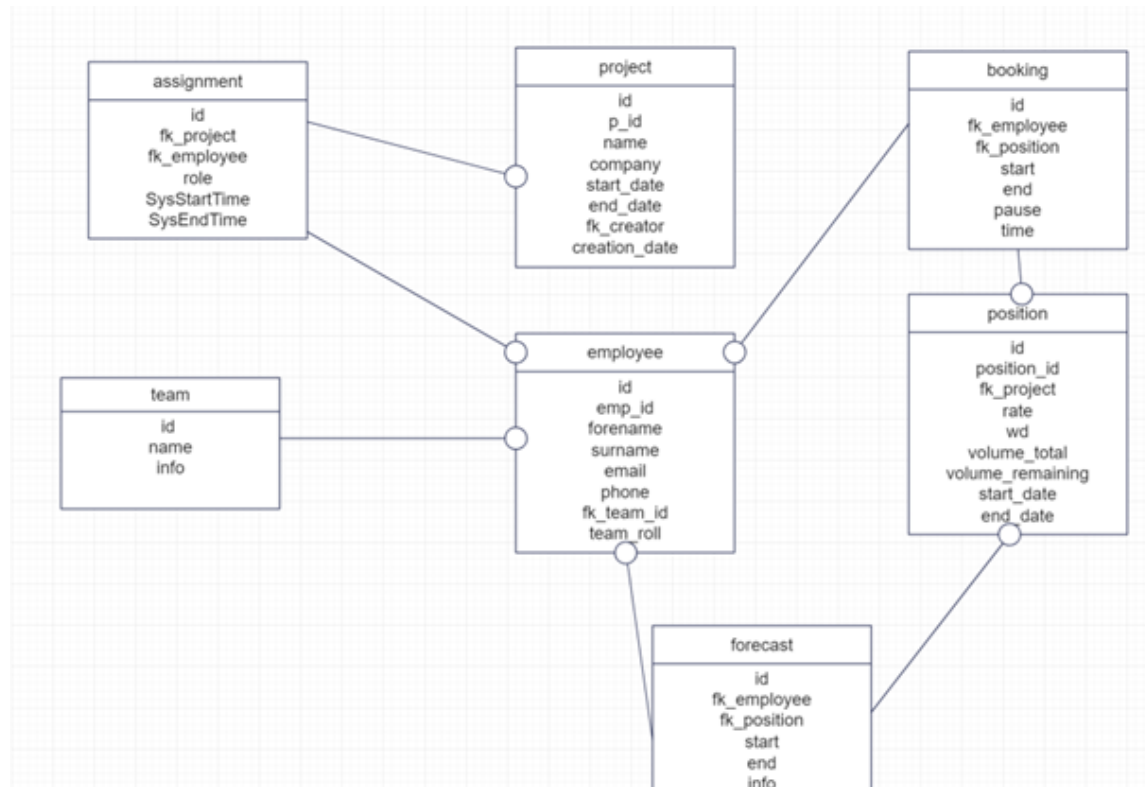 assignment
id
fk_project
fk_employee
role
SysStartTime
SysEndTime
project
id
p_id
name
company
start_date
end_date
fk_creator
creation_date
booking
id
fk_employee
fk_position
start
end
pause
time
team
id
name
info
employee
id
emp_id
forename
surname
email
phone
fk_team_id
team_roll
position
id
position_id
fk_project
rate
wd
volume_total
volume_remaining
start_date
end_date
forecast
id
fk_employee
fk_position
start
end
info